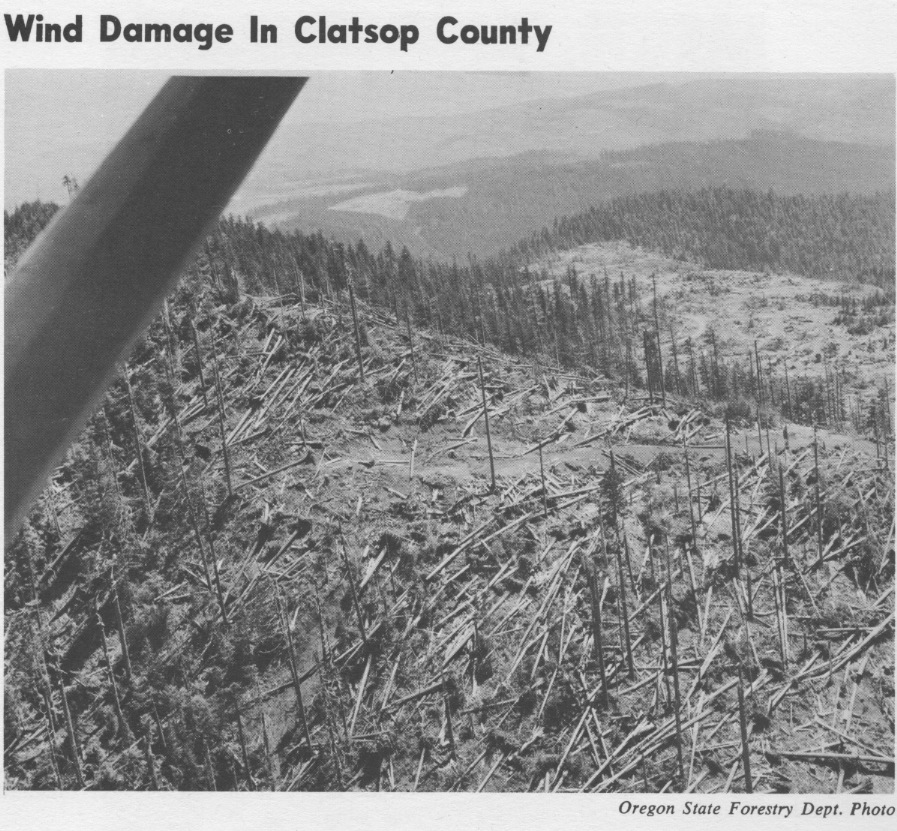 Wind Damage In Clatsop County
Oregon State Forestry Dept. Photo